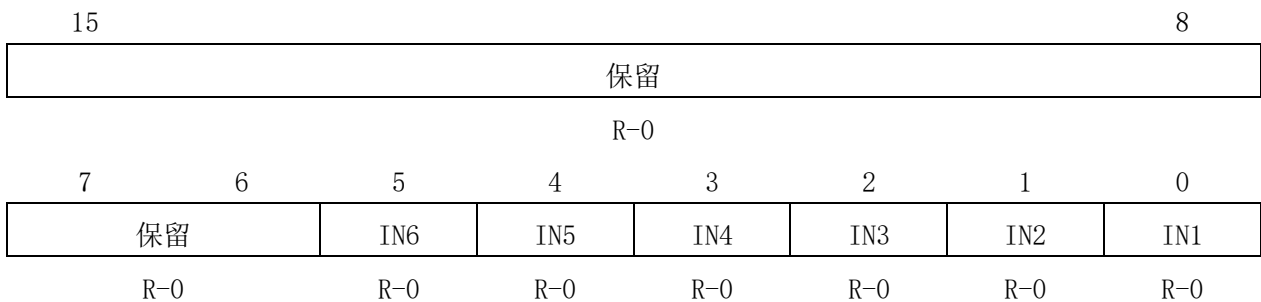 15 8
保留
R-0
7 6 5 4 3 2 1 0
保留 IN6 IN5 IN4 IN3 IN2 IN1
R-0 R-0 R-0 R-0 R-0 R-0 R-0